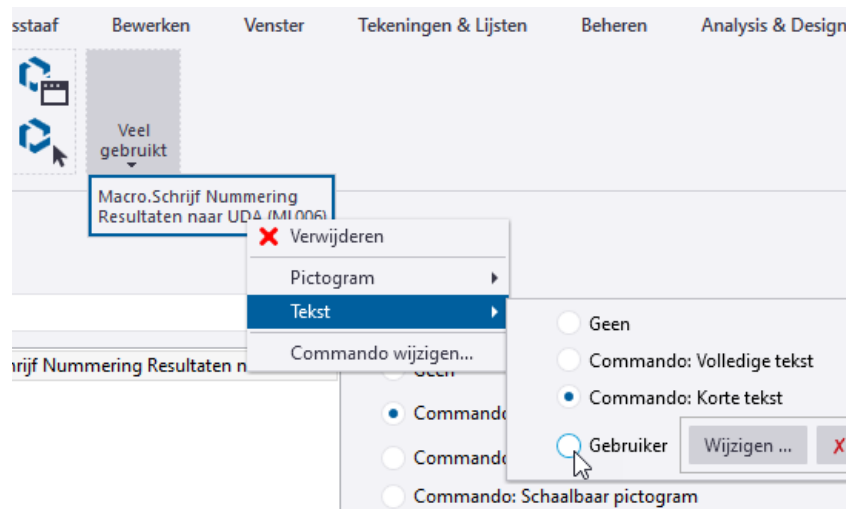 sstaaf Bewerken Venster Tekeningen & Lijsten Beheren Analysis & Design
Veel
gebruikt
Macro.Schrijf Nummering
Resultaten naar UDA (ML006)
Verwijderen
Pictogram
Tekst
Commando wijzigen...
Geen
Commando: Volledige tekst
Commando: Korte tekst
Gebruiker Wijzigen ... X
hrijf Nummering Resultaten n
Geen
Commando
Commando
Commando: Schaalbaar pictogram